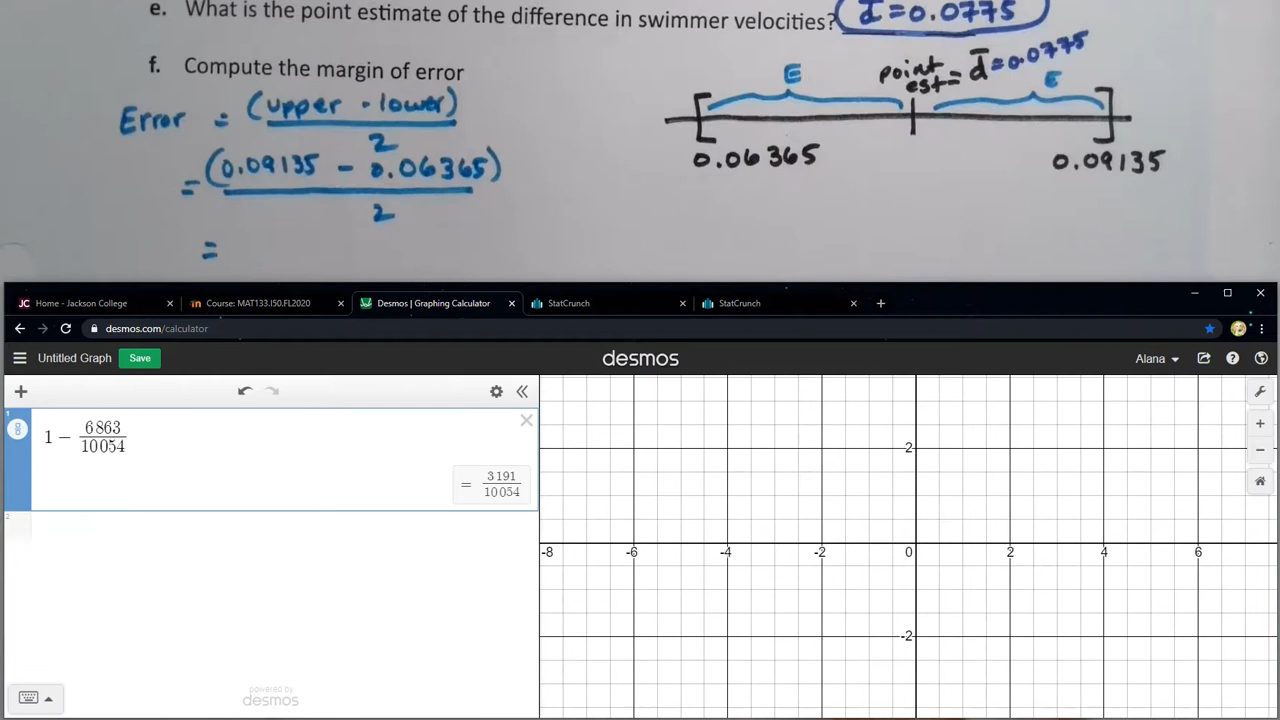 e. What is the point estimate of the difference in swimmer velocities? d̄=0.0775
f. Compute the margin of error
Error = (upper - lower)
2
= (0.09135 - 0.06365)
2
=
E
point est = d̄=0.0775
E
0.06365
0.09135
Home - Jackson College
Course: MAT133.I50.FL2020
Desmos | Graphing Calculator
StatCrunch
StatCrunch
desmos.com/calculator
Untitled Graph
Save
desmos
Alana
1
1 - 6863/10054
= 3191/10054
2
powered by
desmos
2
-8
-6
-4
-2
0
2
4
6
-2